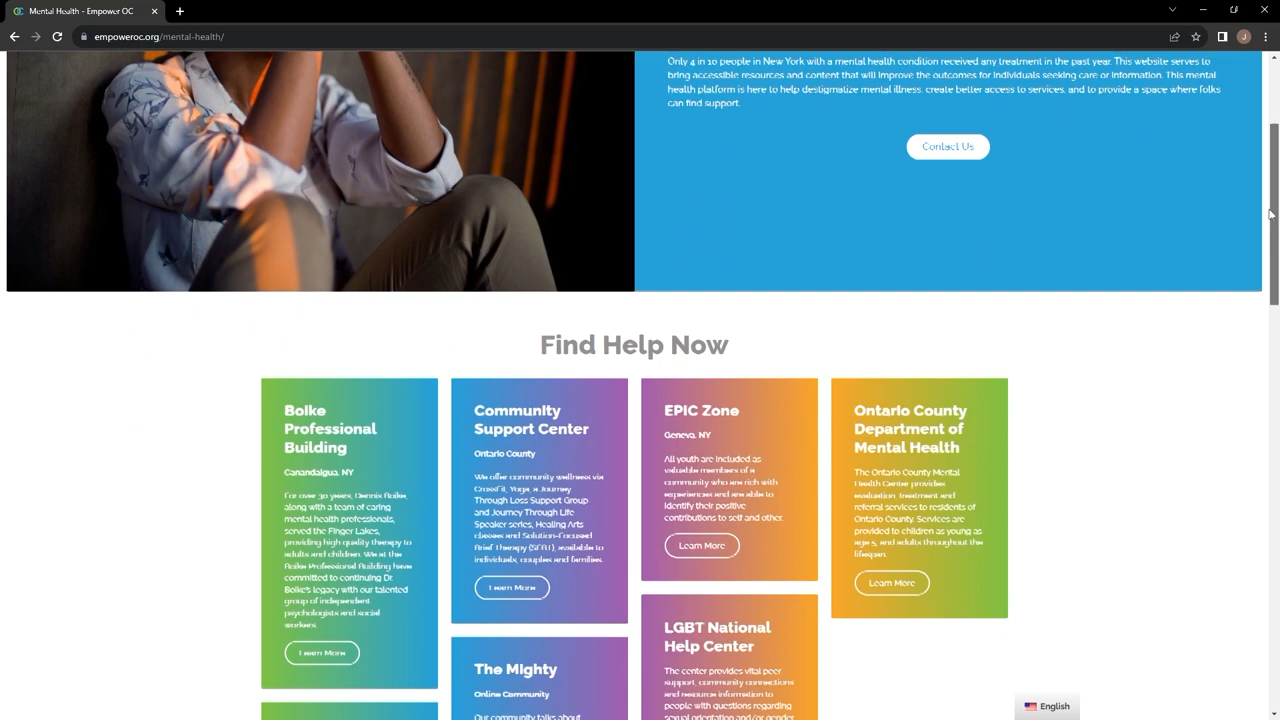 Mental Health - Empower OC
empoweroc.org/mental-health/
Only 4 in 10 people in New York with a mental health condition received any treatment in the past year. This website serves to
bring accessible resources and content that will improve the outcomes for individuals seeking care or information. This mental
health platform is here to help destigmatize mental illness, create better access to services, and to provide a space where folks
can find support.
Contact Us
Find Help Now
Boike
Professional
Building
Canandaigua, NY
For over 30 years, Dennis Boike,
along with a team of caring
mental health professionals,
served the Finger Lakes,
providing high quality therapy to
adults and children. We at the
Boike Professional Building have
committed to continuing Dr.
Boike's legacy with our talented
group of independent
psychologists and social
workers.
Learn More
Community
Support Center
Ontario County
We offer community wellness via
CrossFit, Yoga, a Journey
Through Loss Support Group
and Journey Through Life
Speaker series, Healing Arts
classes and Solution-Focused
Brief Therapy (SFBT), available to
individuals, couples and families.
Learn More
The Mighty
Online Community
Our community talks about
EPIC Zone
Geneva, NY
All youth are included as
valuable members of a
community who are rich with
experiences and are able to
identify their positive
contributions to self and other.
Learn More
LGBT National
Help Center
The center provides vital peer
support, community connections
and resource information to
people with questions regarding
sexual orientation and/or gender
Ontario County
Department of
Mental Health
The Ontario County Mental
Health Center provides
evaluation, treatment and
referral services to residents of
Ontario County. Services are
provided to children as young as
age 5, and adults throughout the
lifespan.
Learn More
J
English